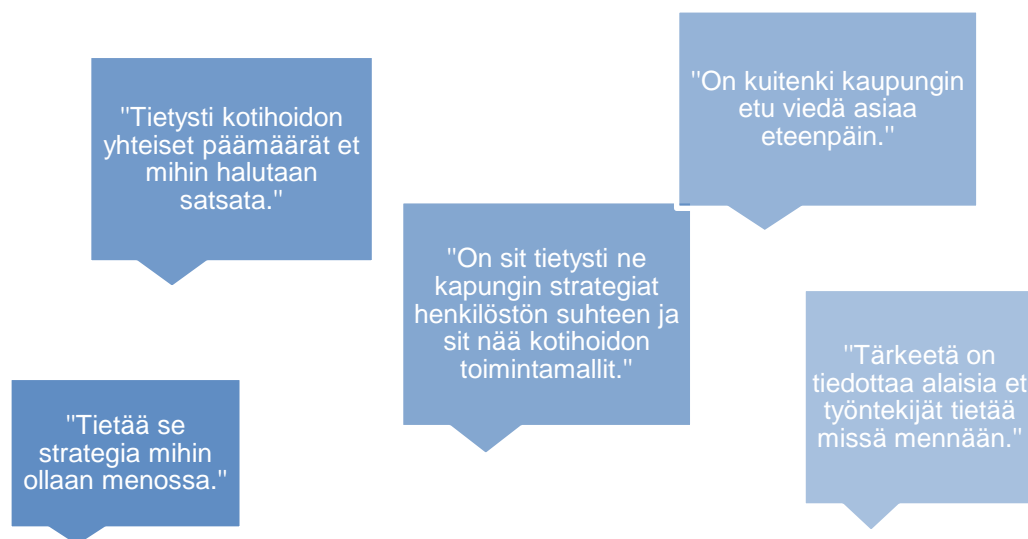 "Tietysti kotihoidon
yhteiset päämäärät et
mihin halutaan
satsata."
"On kuitenki kaupungin
etu viedä asiaa
eteenpäin."
"On sit tietysti ne
kapungin strategiat
henkilöstön suhteen ja
sit nää kotihoidon
toimintamallit."
"Tärkeetä on
tiedottaa alaisia et
työntekijät tietää
missä mennään."
"Tietää se
strategia mihin
ollaan menossa."